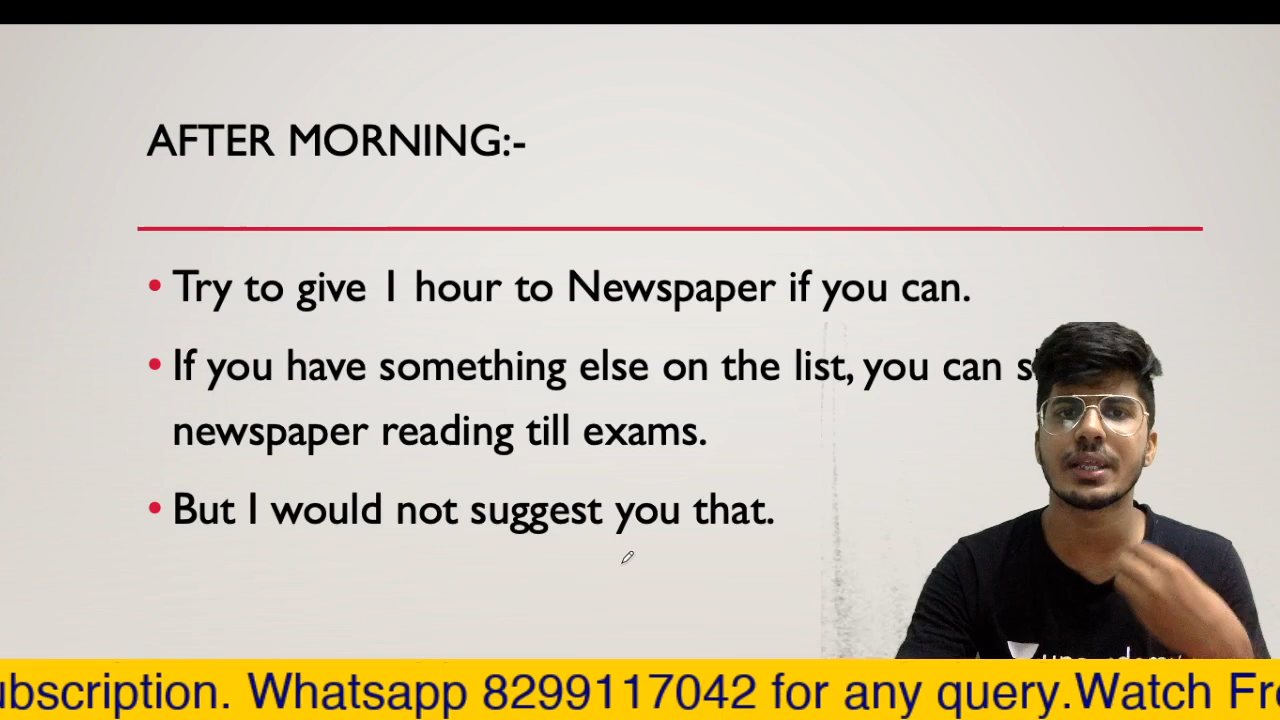 AFTER MORNING:-
• Try to give 1 hour to Newspaper if you can.
• If you have something else on the list, you can
newspaper reading till exams.
• But I would not suggest you that.
ubscription. Whatsapp 8299117042 for any query.Watch Fr